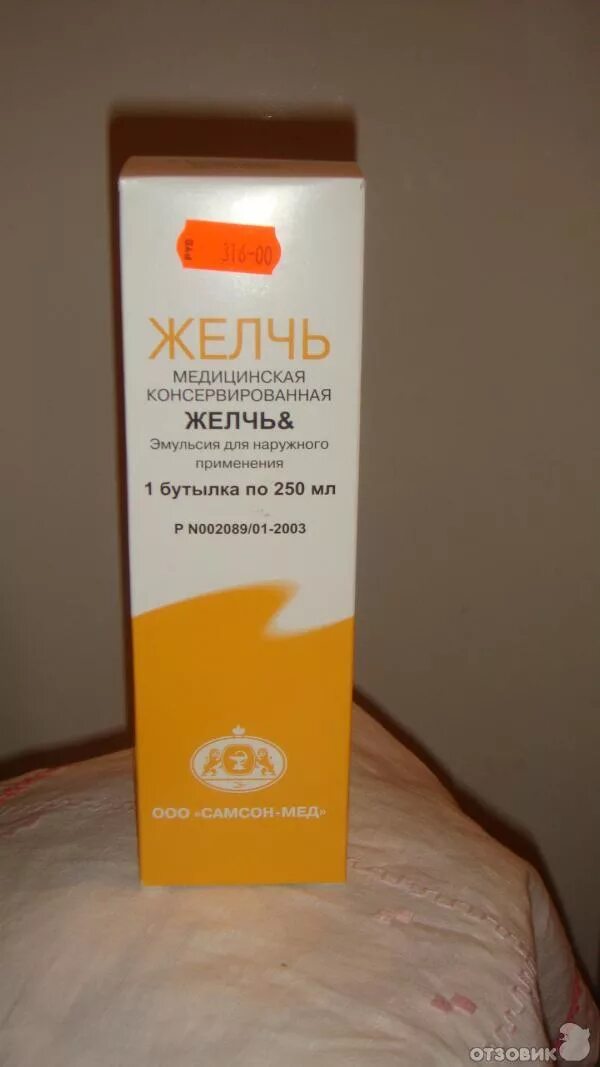 РУБ
316-00
ЖЕЛЧЬ
МЕДИЦИНСКАЯ
КОНСЕРВИРОВАННАЯ
ЖЕЛЧЬ&
Эмульсия для наружного
применения
1 бутылка по 250 мл
Р N002089/01-2003
ООО «САМСОН-МЕД»
ОТЗОВИК